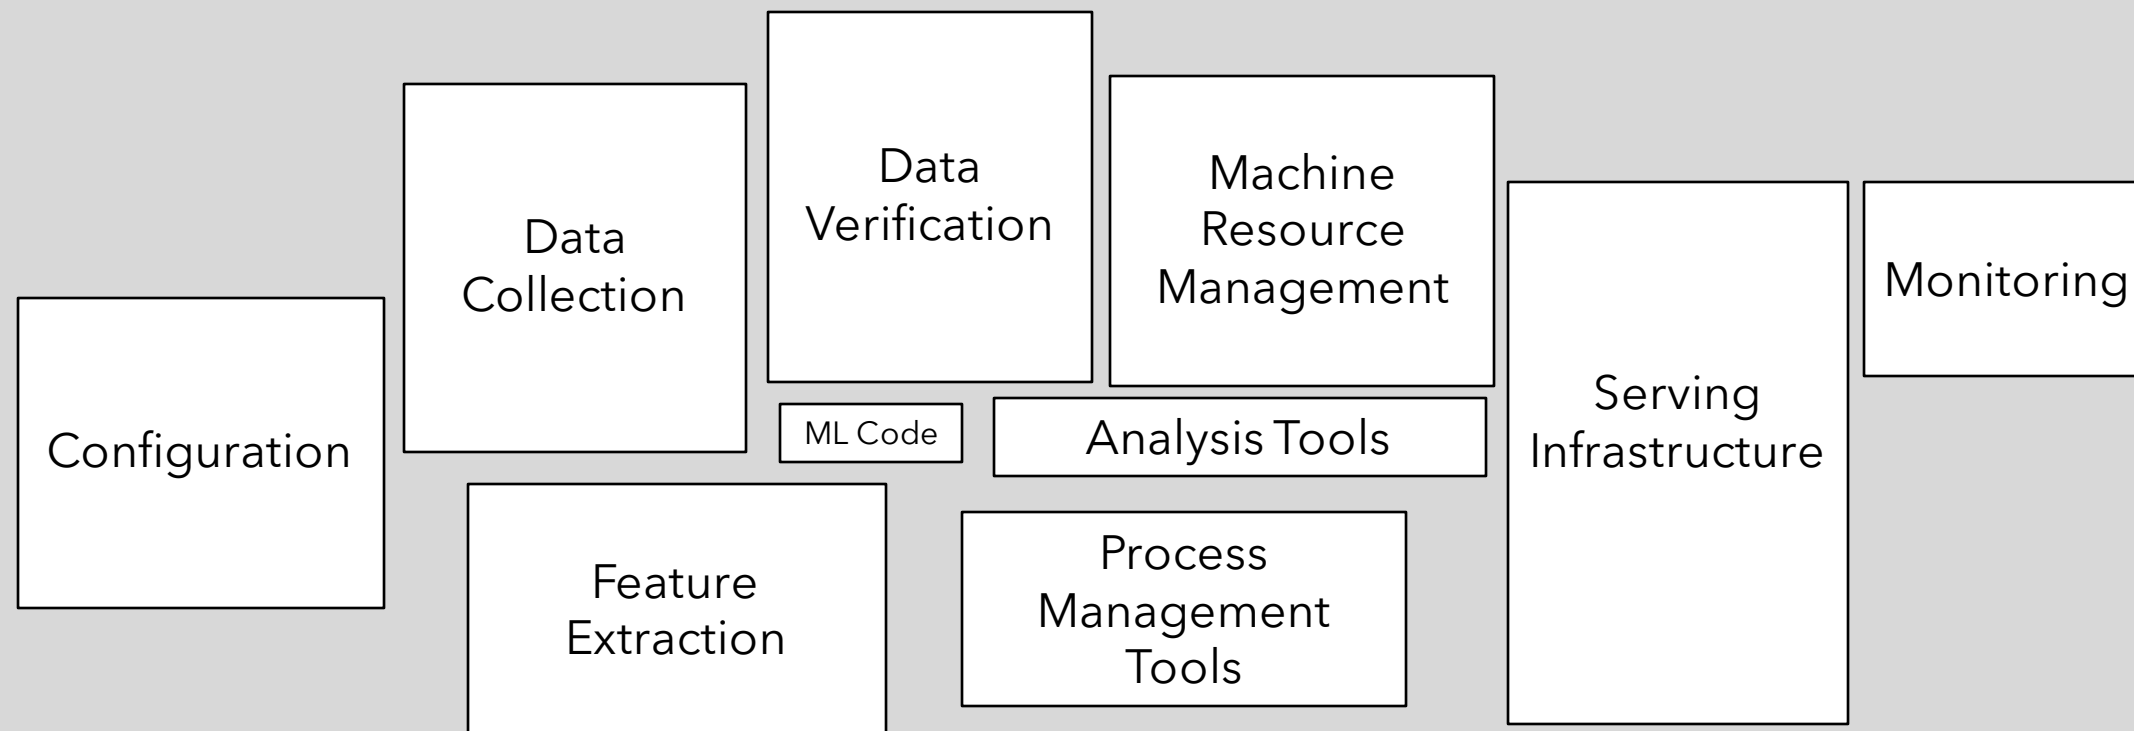 Configuration
Data
Collection
Data
Verification
Machine
Resource
Management
Monitoring
ML Code
Analysis Tools
Serving
Infrastructure
Feature
Extraction
Process
Management
Tools